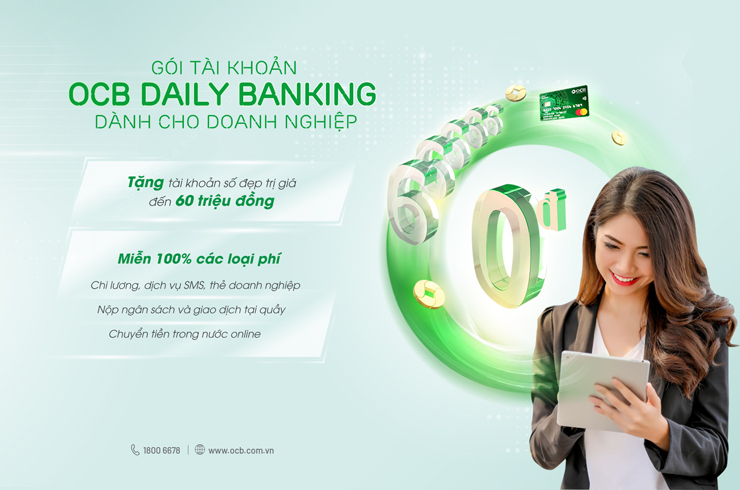 GÓI TÀI KHOẢN
OCB DAILY BANKING
DÀNH CHO DOANH NGHIỆP
Tặng tài khoản số đẹp trị giá
đến 60 triệu đồng
Miễn 100% các loại phí
Chi lương, dịch vụ SMS, thẻ doanh nghiệp
Nộp ngân sách và giao dịch tại quầy
Chuyển tiền trong nước online
0đ
OCB
1800 6678 | www.ocb.com.vn